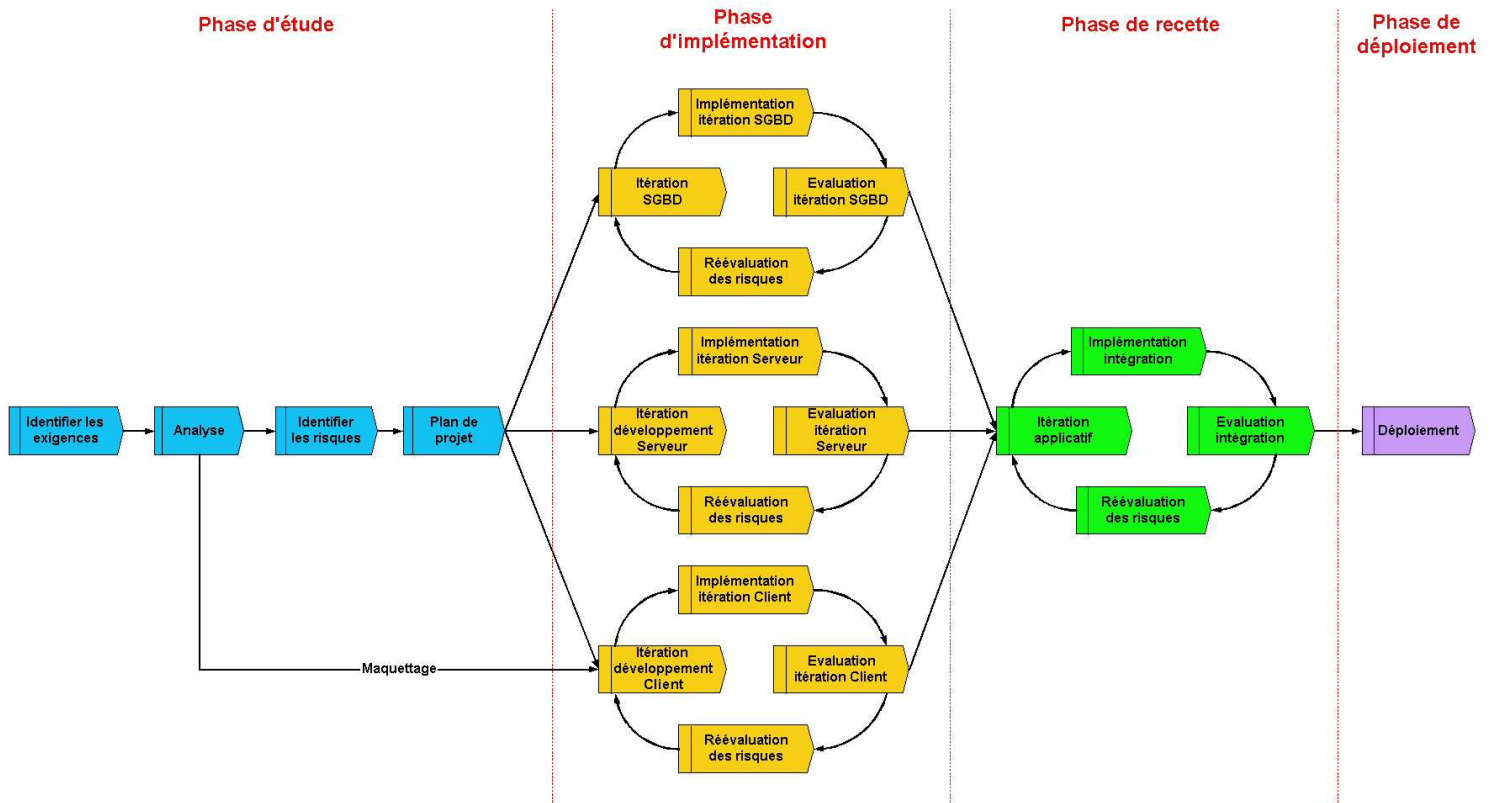 Phase d'étude
Phase
d'implémentation
Phase de recette
Phase de
déploiement
Identifier les
exigences
Analyse
Identifier
les risques
Plan de
projet
Maquettage
Implémentation
itération SGBD
Itération
SGBD
Evaluation
itération SGBD
Réévaluation
des risques
Implémentation
itération Serveur
Itération
développement
Serveur
Evaluation
itération
Serveur
Réévaluation
des risques
Implémentation
itération Client
Itération
développement
Client
Evaluation
itération Client
Réévaluation
des risques
Implémentation
intégration
Itération
applicatif
Evaluation
intégration
Réévaluation
des risques
Déploiement